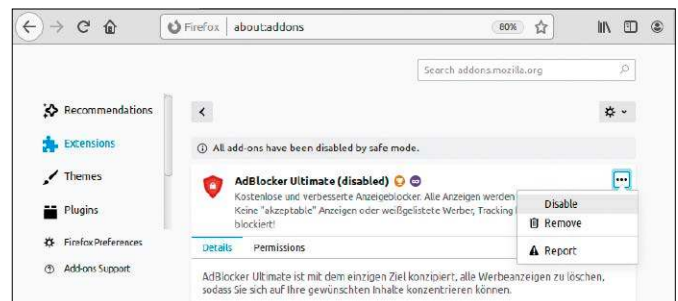 Firefox about:addons 80%
Search addons.mozilla.org
Recommendations
Extensions
Themes
Plugins
Firefox Preferences
Add-ons Support
All add-ons have been disabled by safe mode.
AdBlocker Ultimate (disabled)
Kostenlose und verbesserte Anzeigeblocker. Alle Anzeigen werden
Keine "akzeptable" Anzeigen oder weißgelistete Werber, Tracking
blockiert!
Disable
Remove
Report
Details Permissions
AdBlocker Ultimate ist mit dem einzigen Ziel konzipiert, alle Werbeanzeigen zu löschen,
sodass Sie sich auf Ihre gewünschten Inhalte konzentrieren können.